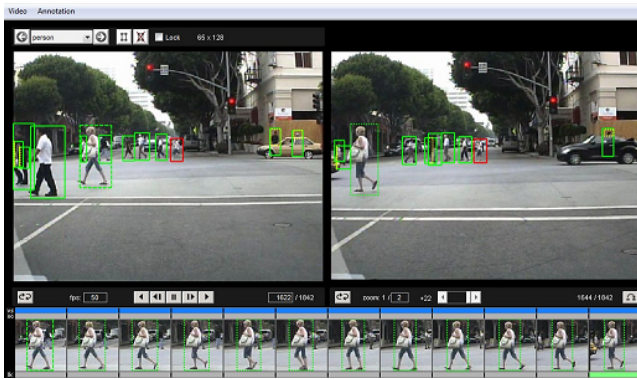 Video Annotation
person Lock 65 x 128
fps: 50 1622 / 1842 zoom: 1 / 2 +22 1644 / 1842